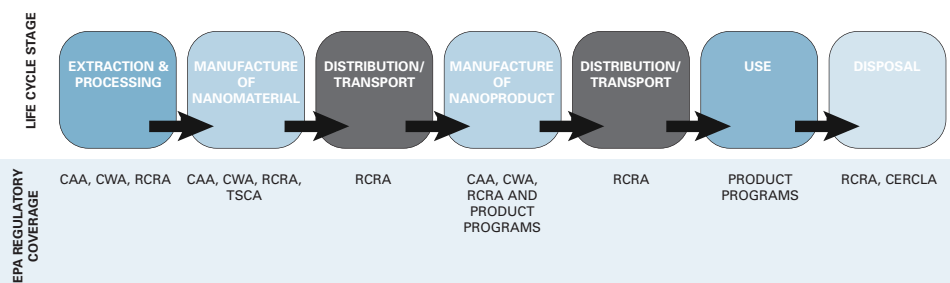 LIFE CYCLE STAGE
EXTRACTION &
PROCESSING
MANUFACTURE
OF
NANOMATERIAL
DISTRIBUTION/
TRANSPORT
MANUFACTURE
OF
NANOPRODUCT
DISTRIBUTION/
TRANSPORT
USE
DISPOSAL
EPA REGULATORY
COVERAGE
CAA, CWA, RCRA
CAA, CWA, RCRA,
TSCA
RCRA
CAA, CWA,
RCRA AND
PRODUCT
PROGRAMS
RCRA
PRODUCT
PROGRAMS
RCRA, CERCLA